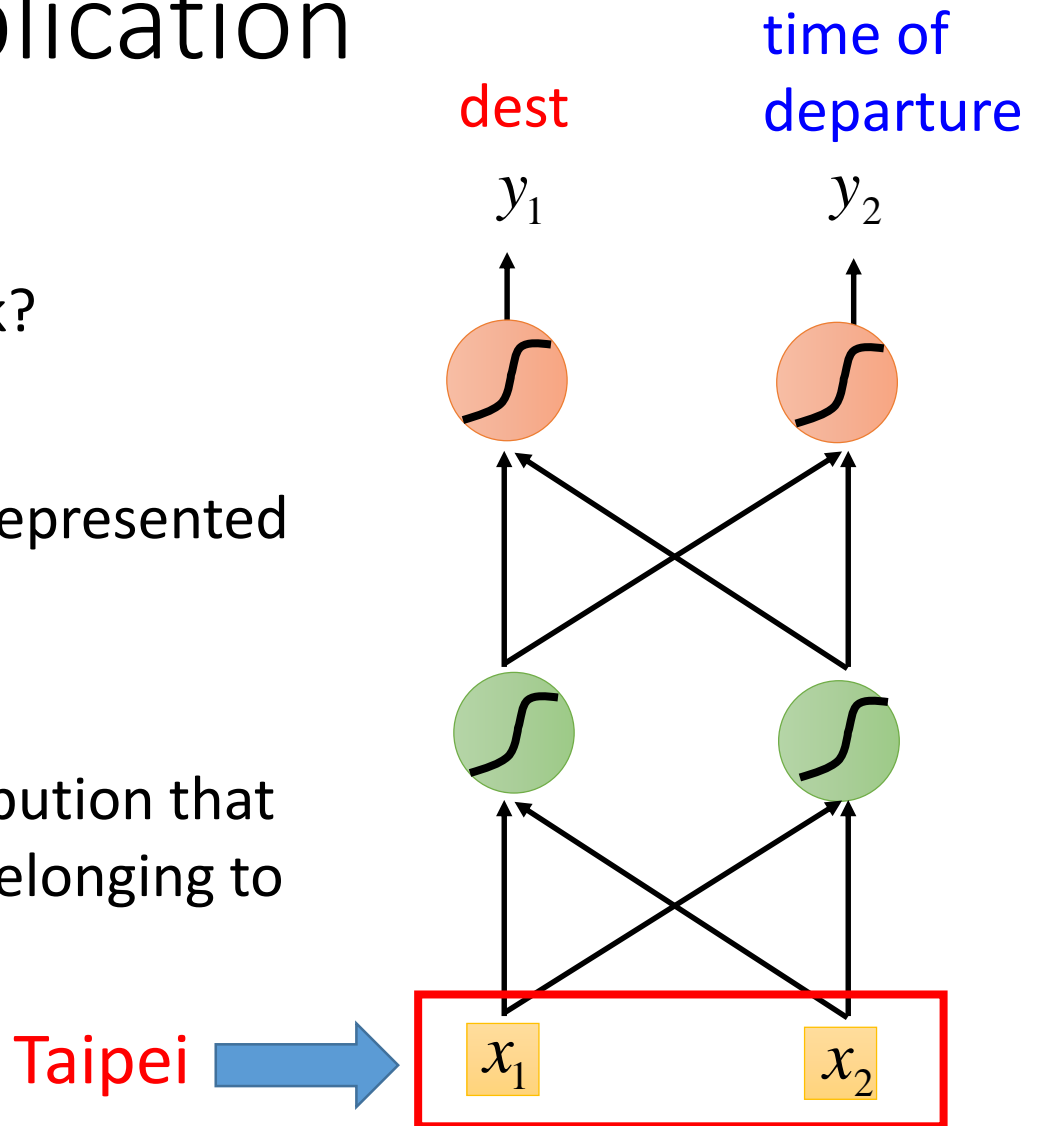 plication
time of
departure
dest
y1
y2
k?
epresented
bution that
elonging to
Taipei
x1
x2